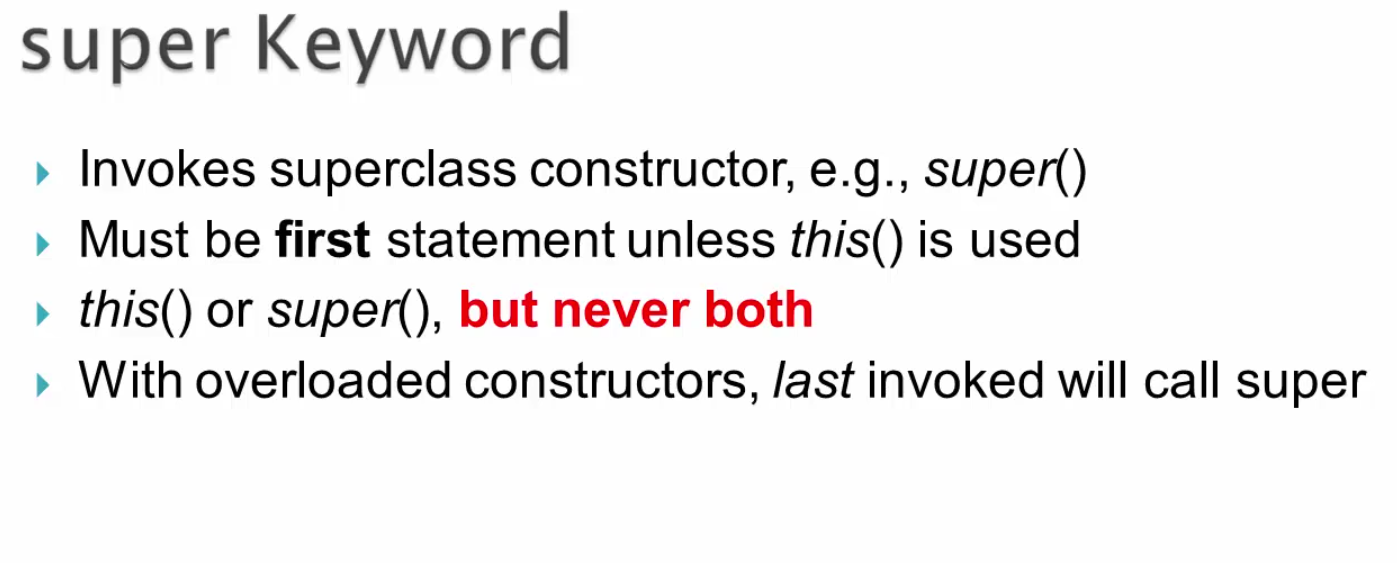 super Keyword
Invokes superclass constructor, e.g., super()
Must be first statement unless this() is used
this() or super(), but never both
With overloaded constructors, last invoked will call super